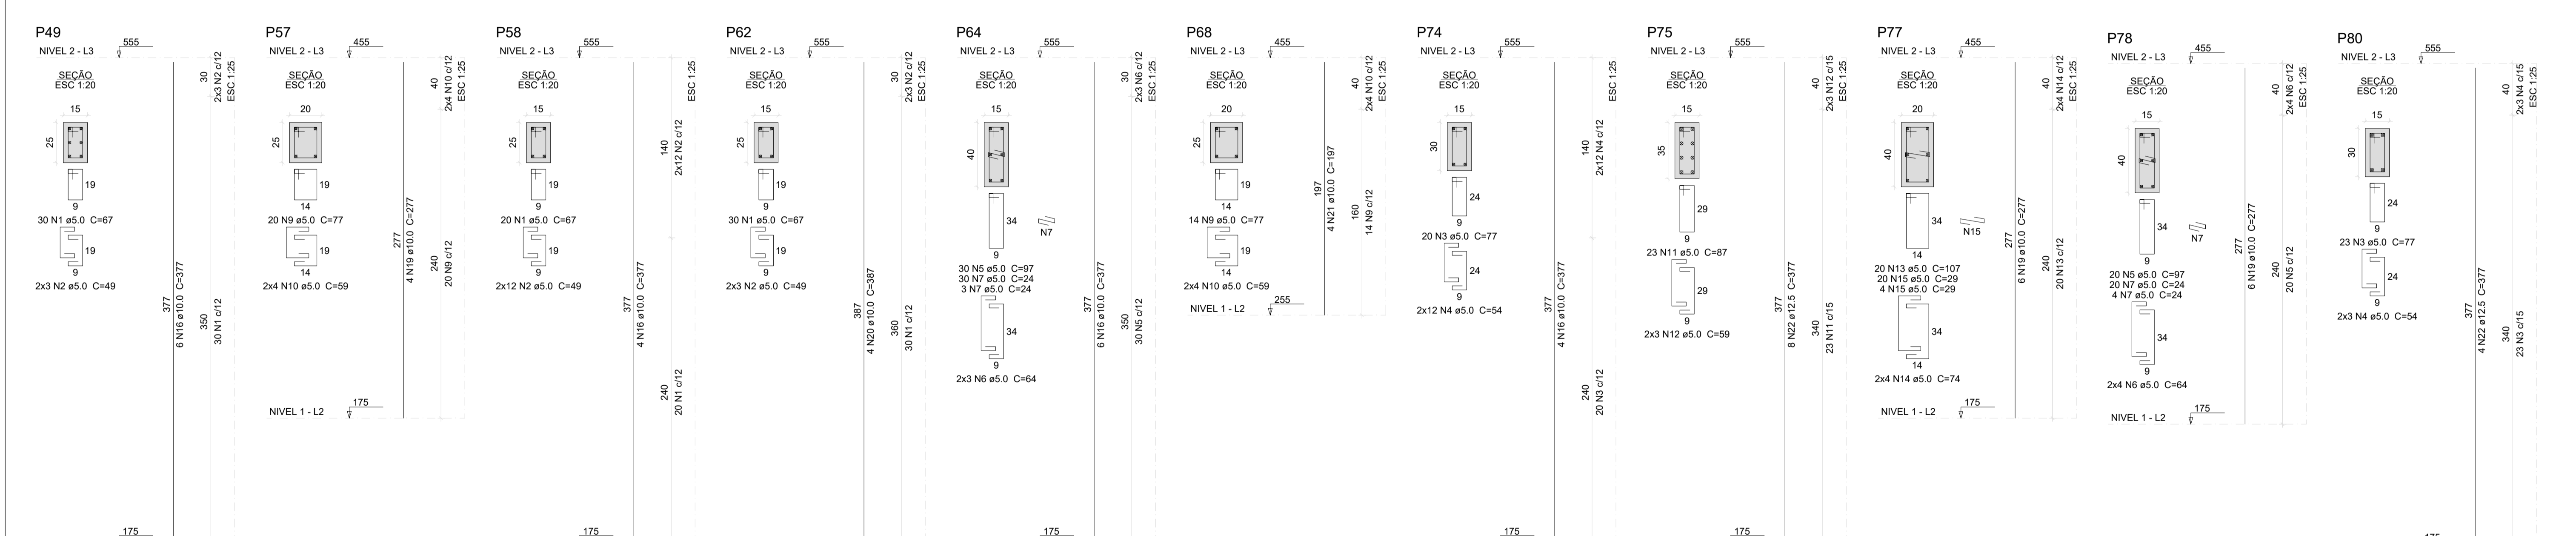 P49
NIVEL 2 - L3
555
SEÇÃO
ESC 1:20
15
25
19
9
30 N1 ø5.0 C=67
19
9
2x3 N2 ø5.0 C=49
377
6 N16 ø10.0 C=377
30
2x3 N2 c/12
ESC 1:25
350
30 N1 c/12
175
P57
NIVEL 2 - L3
455
SEÇÃO
ESC 1:20
20
25
19
14
20 N9 ø5.0 C=77
19
14
2x4 N10 ø5.0 C=59
277
4 N19 ø10.0 C=277
40
2x4 N10 c/12
ESC 1:25
240
20 N9 c/12
NIVEL 1 - L2
175
P58
NIVEL 2 - L3
555
SEÇÃO
ESC 1:20
15
25
19
9
20 N1 ø5.0 C=67
19
9
2x12 N2 ø5.0 C=49
377
4 N16 ø10.0 C=377
140
2x12 N2 c/12
ESC 1:25
240
20 N1 c/12
175
P62
NIVEL 2 - L3
555
SEÇÃO
ESC 1:20
15
25
19
9
30 N1 ø5.0 C=67
19
9
2x3 N2 ø5.0 C=49
387
4 N20 ø10.0 C=387
30
2x3 N2 c/12
ESC 1:25
360
30 N1 c/12
P64
NIVEL 2 - L3
555
SEÇÃO
ESC 1:20
15
40
34
N7
9
30 N5 ø5.0 C=97
30 N7 ø5.0 C=24
3 N7 ø5.0 C=24
34
9
2x3 N6 ø5.0 C=64
377
6 N16 ø10.0 C=377
30
2x3 N6 c/12
ESC 1:25
350
30 N5 c/12
175
P68
NIVEL 2 - L3
455
SEÇÃO
ESC 1:20
20
25
19
14
14 N9 ø5.0 C=77
19
14
2x4 N10 ø5.0 C=59
197
4 N21 ø10.0 C=197
40
2x4 N10 c/12
ESC 1:25
160
14 N9 c/12
NIVEL 1 - L2
255
P74
NIVEL 2 - L3
555
SEÇÃO
ESC 1:20
15
30
24
9
20 N3 ø5.0 C=77
24
9
2x12 N4 ø5.0 C=54
377
4 N16 ø10.0 C=377
140
2x12 N4 c/12
ESC 1:25
240
20 N3 c/12
175
P75
NIVEL 2 - L3
555
SEÇÃO
ESC 1:20
15
35
29
9
23 N11 ø5.0 C=87
29
9
2x3 N12 ø5.0 C=59
377
8 N22 ø12.5 C=377
40
2x3 N12 c/15
ESC 1:25
340
23 N11 c/15
175
P77
NIVEL 2 - L3
455
SEÇÃO
ESC 1:20
20
40
34
N15
14
20 N13 ø5.0 C=107
20 N15 ø5.0 C=29
4 N15 ø5.0 C=29
34
14
2x4 N14 ø5.0 C=74
277
6 N19 ø10.0 C=277
40
2x4 N14 c/12
ESC 1:25
240
20 N13 c/12
NIVEL 1 - L2
175
P78
NIVEL 2 - L3
455
SEÇÃO
ESC 1:20
15
40
34
N7
9
20 N5 ø5.0 C=97
20 N7 ø5.0 C=24
4 N7 ø5.0 C=24
34
9
2x4 N6 ø5.0 C=64
277
6 N19 ø10.0 C=277
40
2x4 N6 c/12
ESC 1:25
240
20 N5 c/12
NIVEL 1 - L2
175
P80
NIVEL 2 - L3
555
SEÇÃO
ESC 1:20
15
30
24
9
23 N3 ø5.0 C=77
24
9
2x3 N4 ø5.0 C=54
377
4 N22 ø12.5 C=377
40
2x3 N4 c/15
ESC 1:25
340
23 N3 c/15